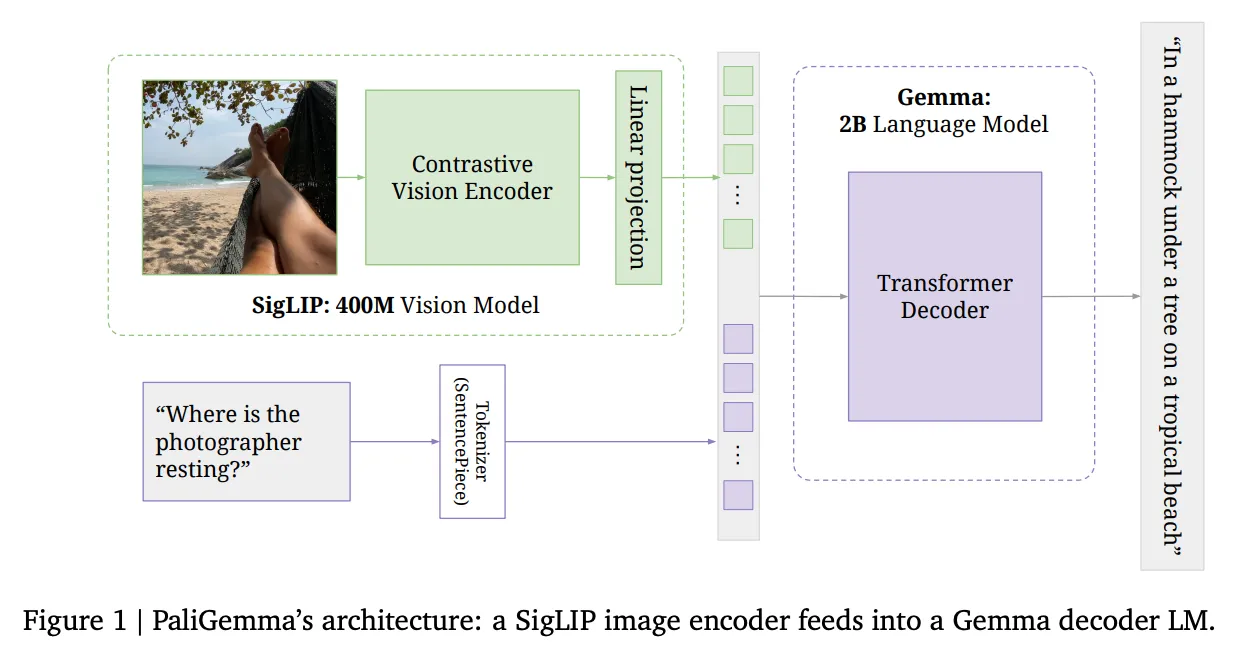 Contrastive
Vision Encoder
Linear projection
SigLIP: 400M Vision Model
“Where is the
photographer
resting?”
Tokenizer
(SentencePiece)
...
...
Gemma:
2B Language Model
Transformer
Decoder
“In a hammock under a tree on a tropical beach”
Figure 1 | PaliGemma’s architecture: a SigLIP image encoder feeds into a Gemma decoder LM.